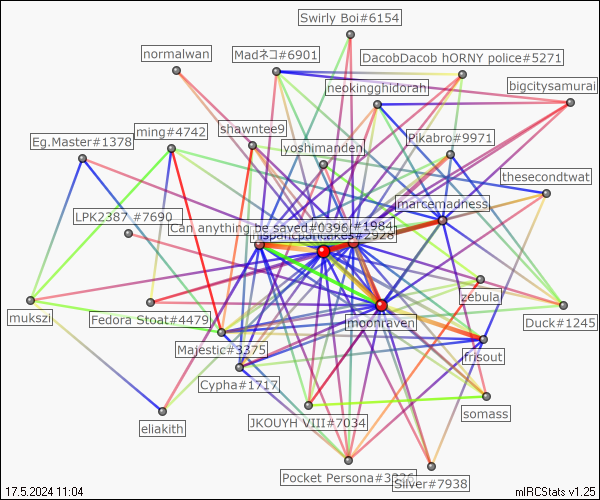 Swirly Boi#6154
normalwan
Madネコ#6901
DacobDacob hORNY police#5271
neokingghidorah
bigcitysamurai
ming#4742
shawntee9
Eg.Master#1378
Pikabro#9971
yoshimanden
thesecondtwat
marcemadness
LPK2387 #7690
Can anything be saved#0396
#1984
hispanicpancakes#2928
zebula
mukszi
Fedora Stoat#4479
moonraven
Duck#1245
Majestic#3375
frisout
Cypha#1717
somass
JKOUYH VIII#7034
eliakith
Pocket Persona#3926
Silver#7938
17.5.2024 11:04
mIRCStats v1.25